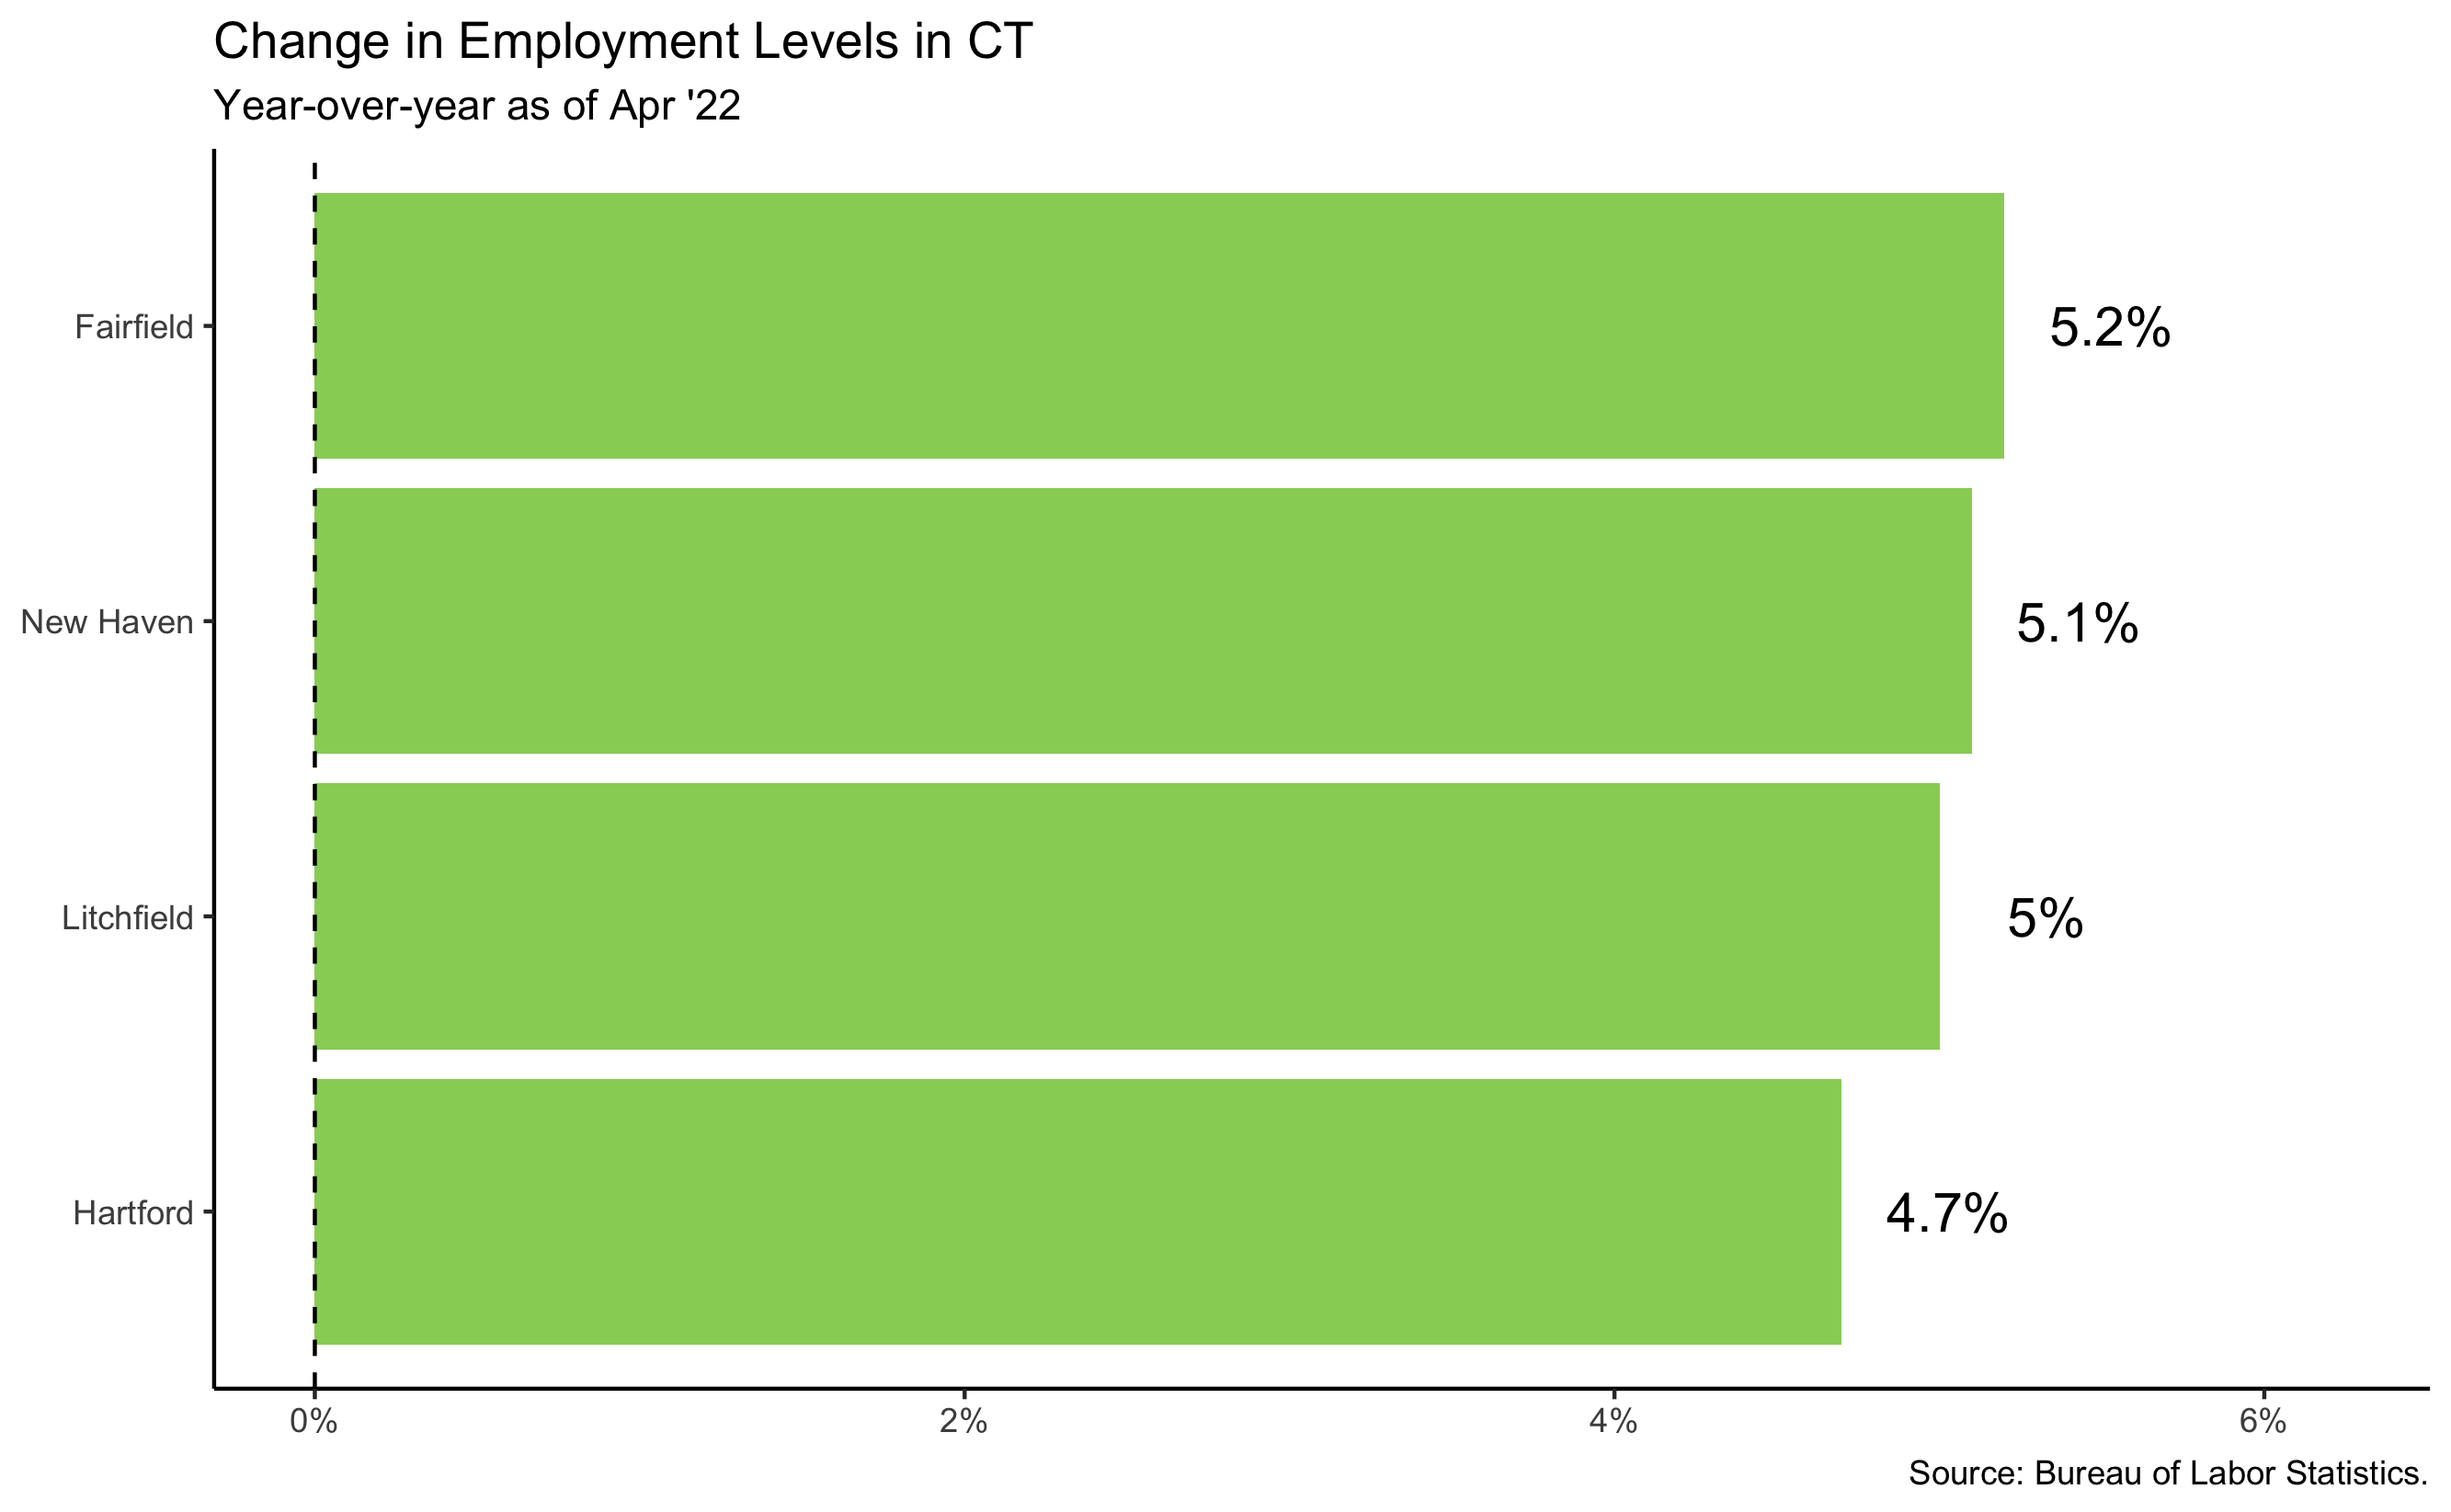 Change in Employment Levels in CT
Year-over-year as of Apr '22
Fairfield
5.2%
New Haven
5.1%
Litchfield
5%
Hartford
4.7%
0%
2%
4%
6%
Source: Bureau of Labor Statistics.